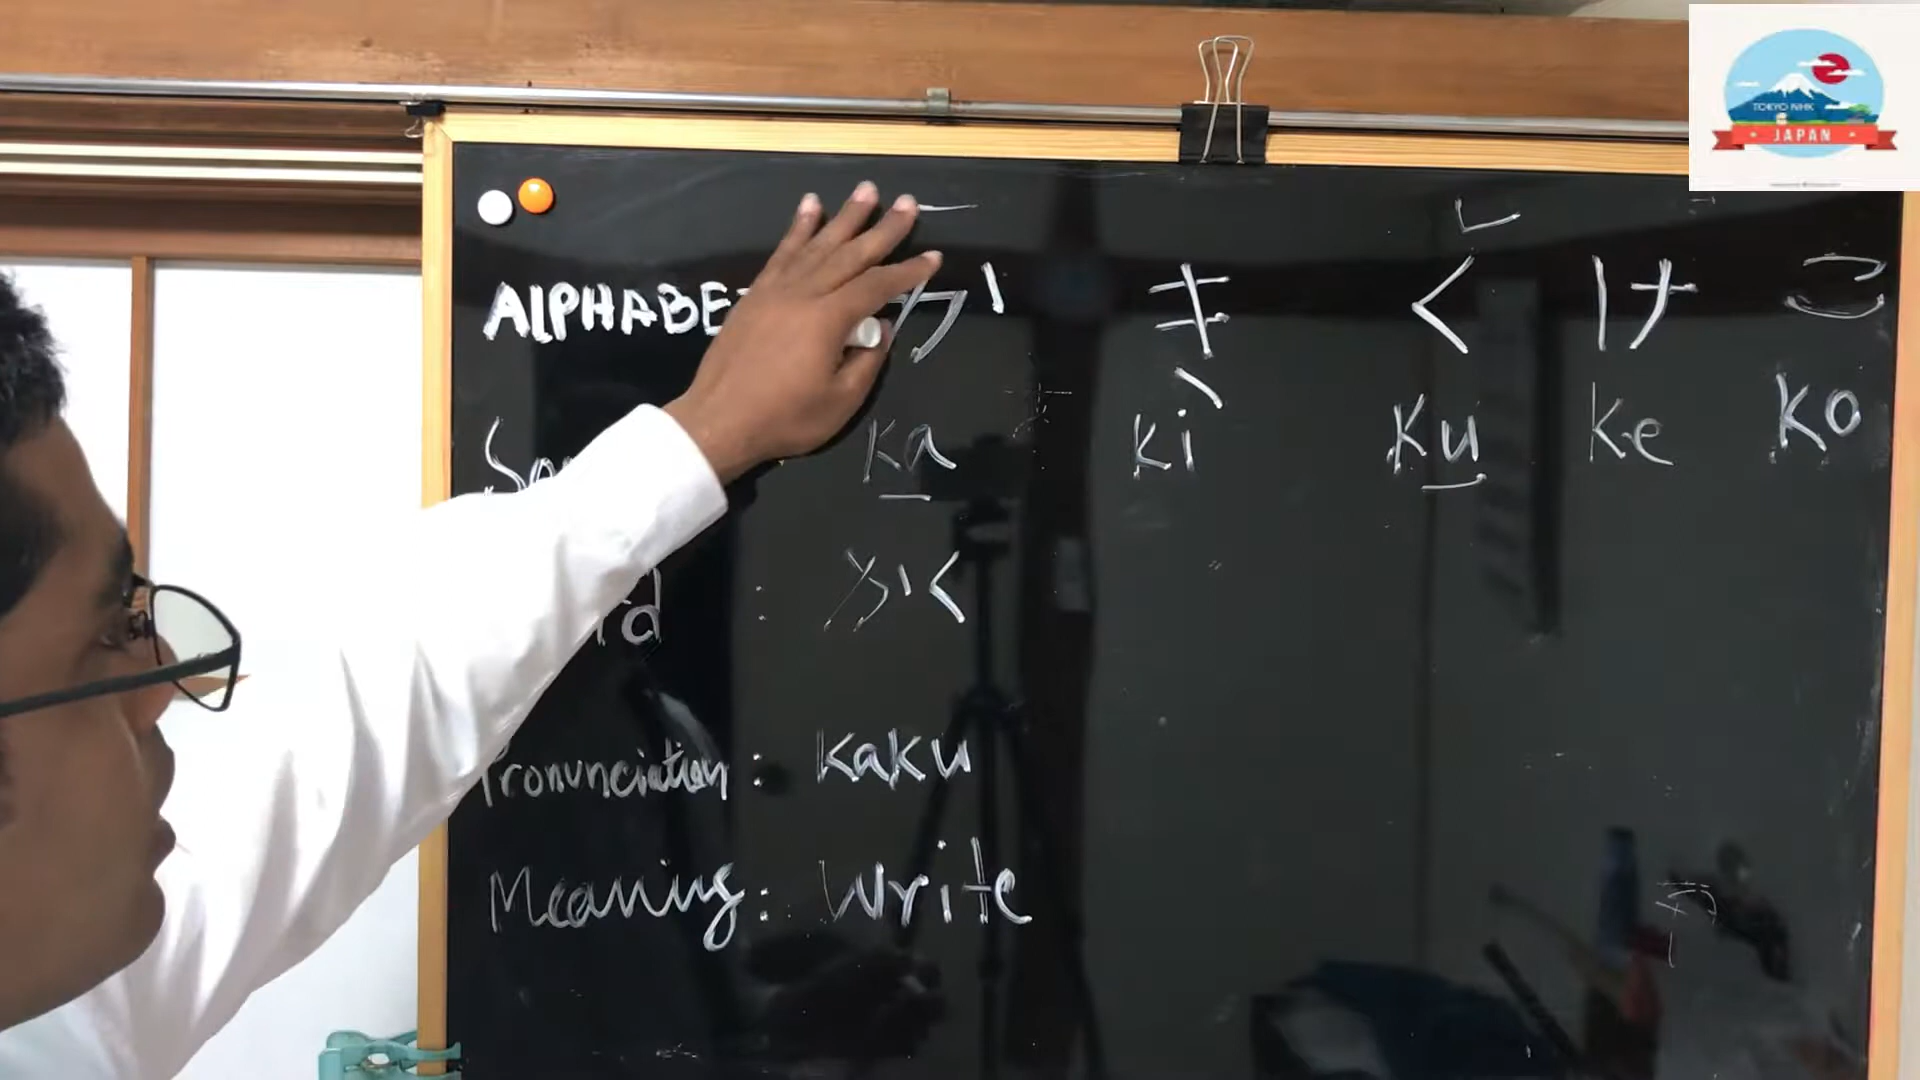 TOKYO NHK
JAPAN
ALPHABE か き く け こ
ka ki ku ke ko
: かく
Pronunciation : kaku
Meaning : Write